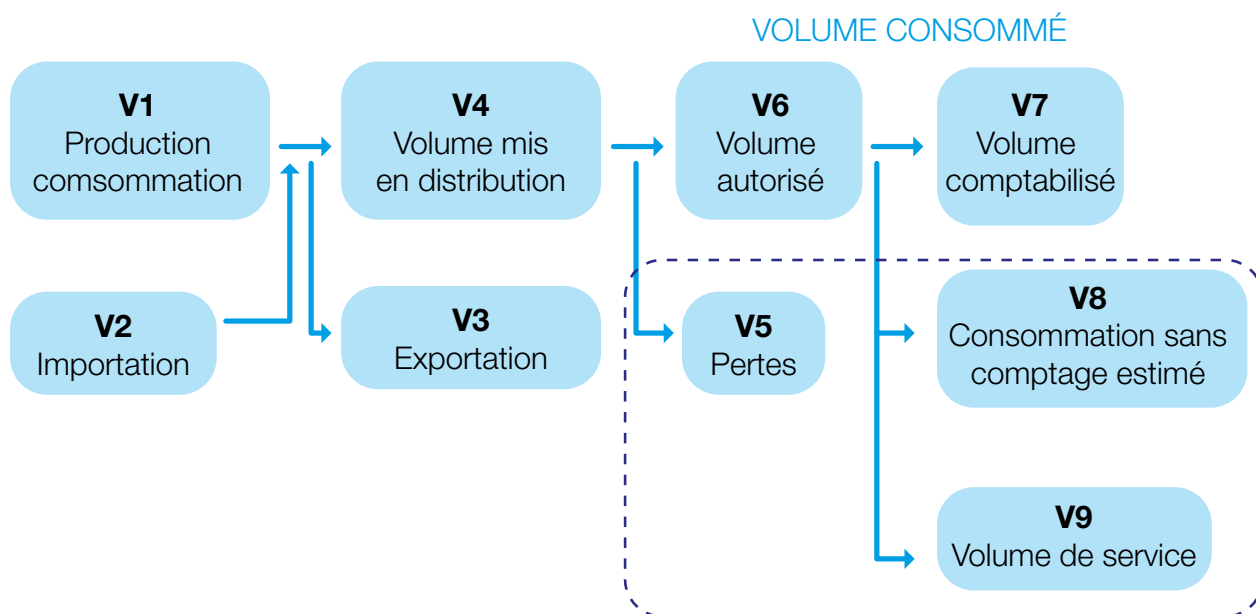 VOLUME CONSOMMÉ
V1
Production
comsommation
V4
Volume mis
en distribution
V6
Volume
autorisé
V7
Volume
comptabilisé
V2
Importation
V3
Exportation
V5
Pertes
V8
Consommation sans
comptage estimé
V9
Volume de service